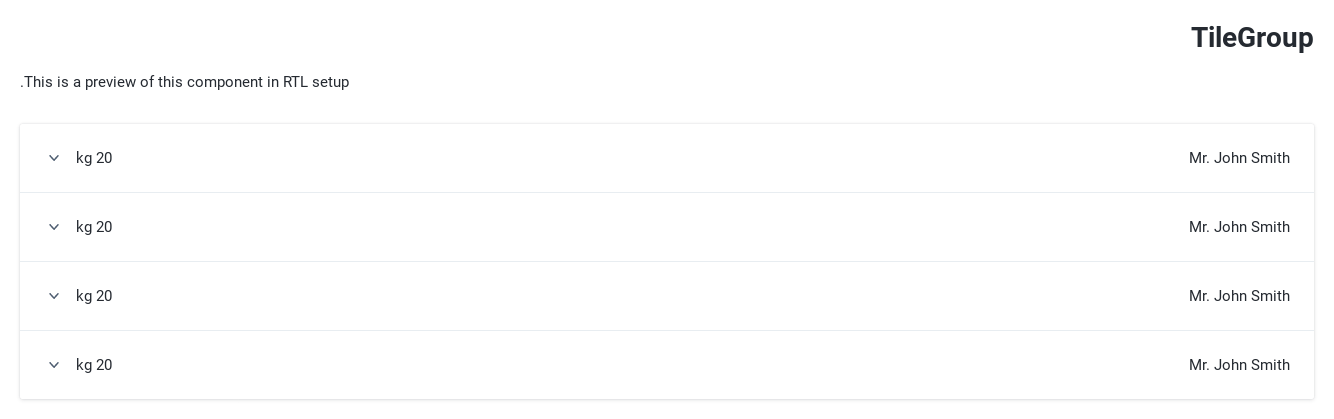 TileGroup
.This is a preview of this component in RTL setup
Mr. John Smith
kg 20
Mr. John Smith
kg 20
Mr. John Smith
kg 20
Mr. John Smith
kg 20